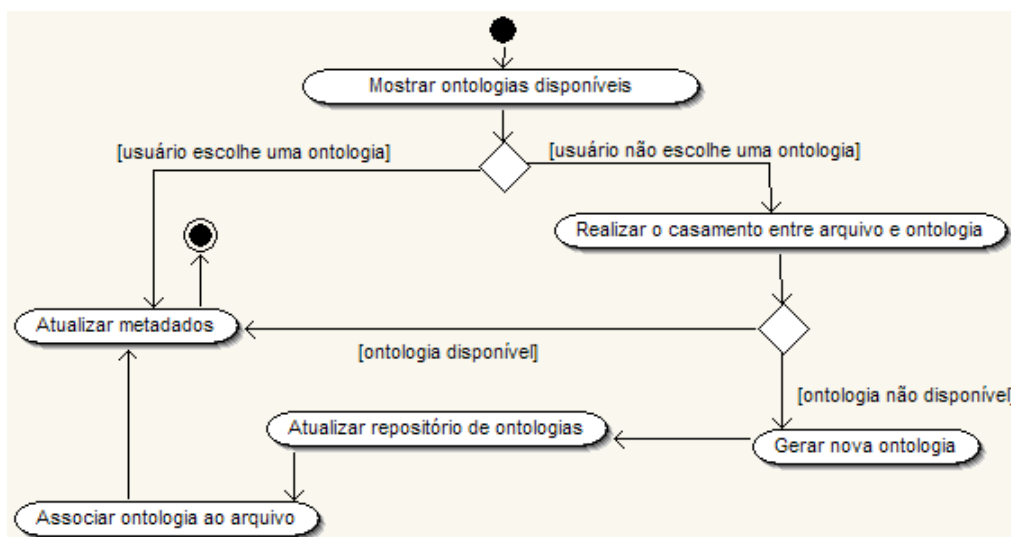 Mostrar ontologias disponíveis
[usuário escolhe uma ontologia]
[usuário não escolhe uma ontologia]
Realizar o casamento entre arquivo e ontologia
Atualizar metadados
[ontologia disponível]
[ontologia não disponível]
Atualizar repositório de ontologias
Gerar nova ontologia
Associar ontologia ao arquivo